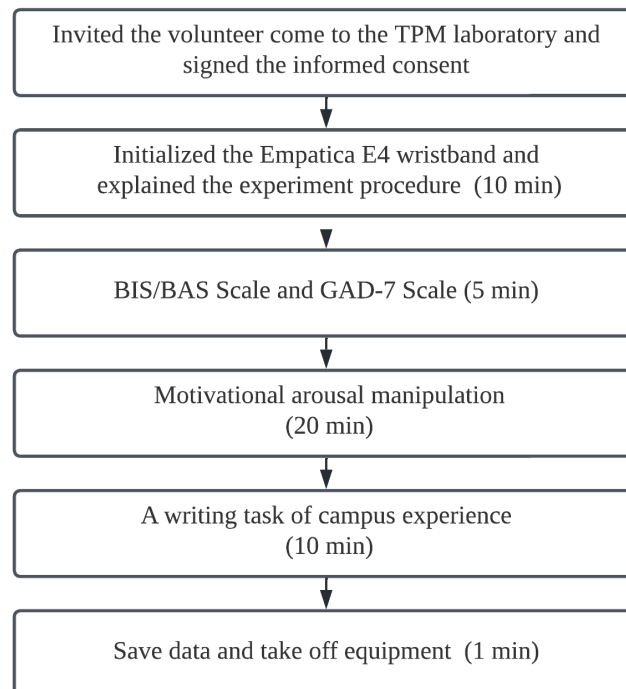 Invited the volunteer come to the TPM laboratory and
signed the informed consent
Initialized the Empatica E4 wristband and
explained the experiment procedure (10 min)
BIS/BAS Scale and GAD-7 Scale (5 min)
Motivational arousal manipulation
(20 min)
A writing task of campus experience
(10 min)
Save data and take off equipment (1 min)